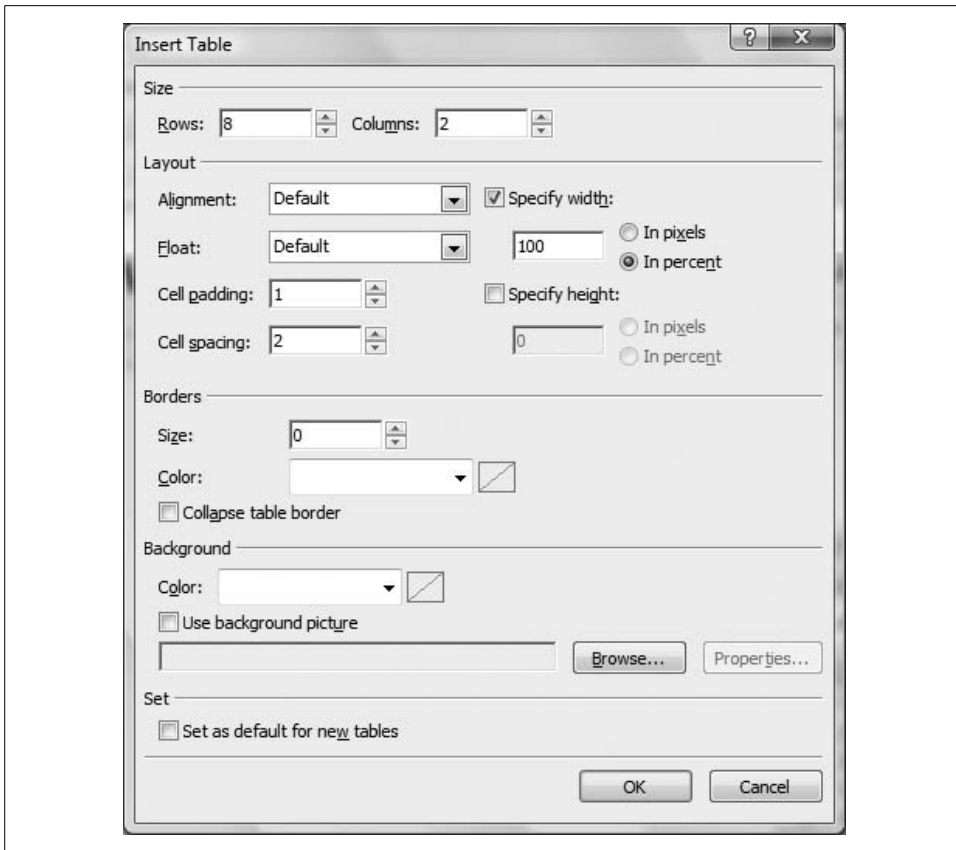 Insert Table
Size
Rows: 8 Columns: 2
Layout
Alignment: Default Specify width:
Float: Default 100 In pixels
In percent
Cell padding: 1 Specify height:
Cell spacing: 2 0 In pixels
In percent
Borders
Size: 0
Color:
Collapse table border
Background
Color:
Use background picture
Browse... Properties...
Set
Set as default for new tables
OK Cancel